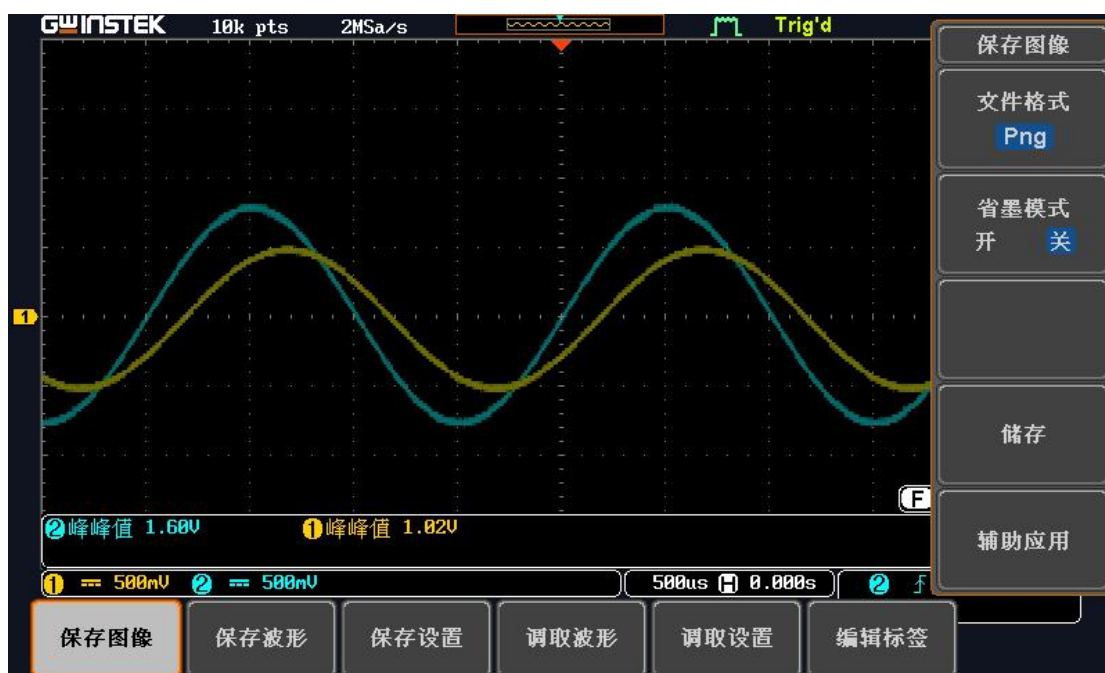 GWINSTEK 10k pts 2MSa/s Trig'd
保存图像
文件格式
Png
省墨模式
开 关
1
储存
F
辅助应用
2峰峰值 1.60V 1峰峰值 1.02V
1 500mV 2 500mV 500us H 0.000s 2
保存图像 保存波形 保存设置 调取波形 调取设置 编辑标签